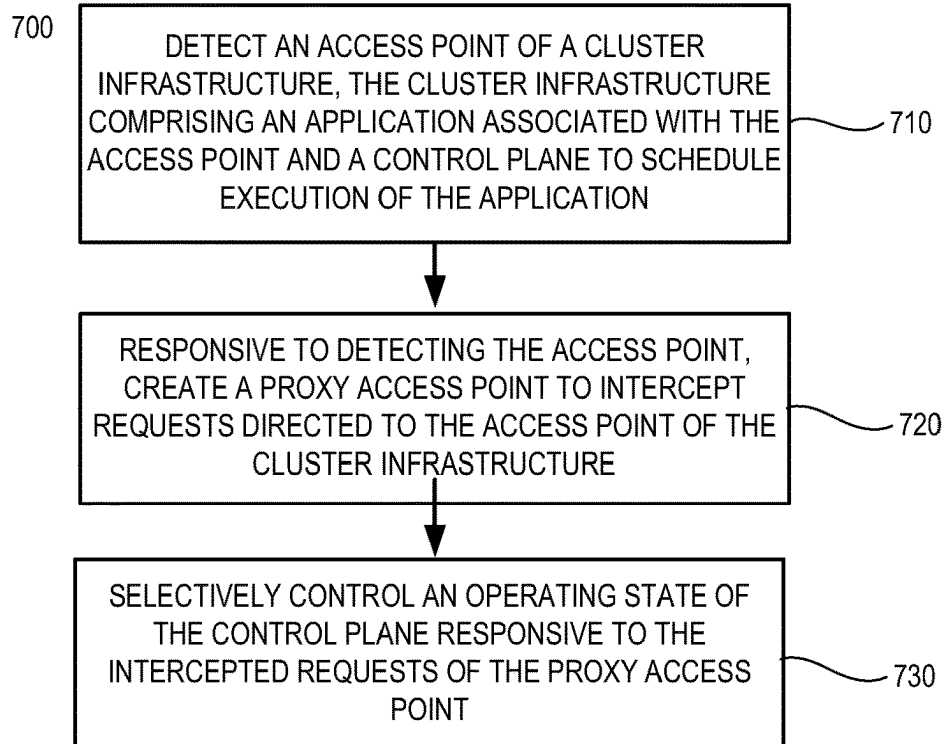 700
DETECT AN ACCESS POINT OF A CLUSTER
INFRASTRUCTURE, THE CLUSTER INFRASTRUCTURE
COMPRISING AN APPLICATION ASSOCIATED WITH THE
ACCESS POINT AND A CONTROL PLANE TO SCHEDULE
EXECUTION OF THE APPLICATION
710
RESPONSIVE TO DETECTING THE ACCESS POINT,
CREATE A PROXY ACCESS POINT TO INTERCEPT
REQUESTS DIRECTED TO THE ACCESS POINT OF THE
CLUSTER INFRASTRUCTURE
720
SELECTIVELY CONTROL AN OPERATING STATE OF
THE CONTROL PLANE RESPONSIVE TO THE
INTERCEPTED REQUESTS OF THE PROXY ACCESS
POINT
730